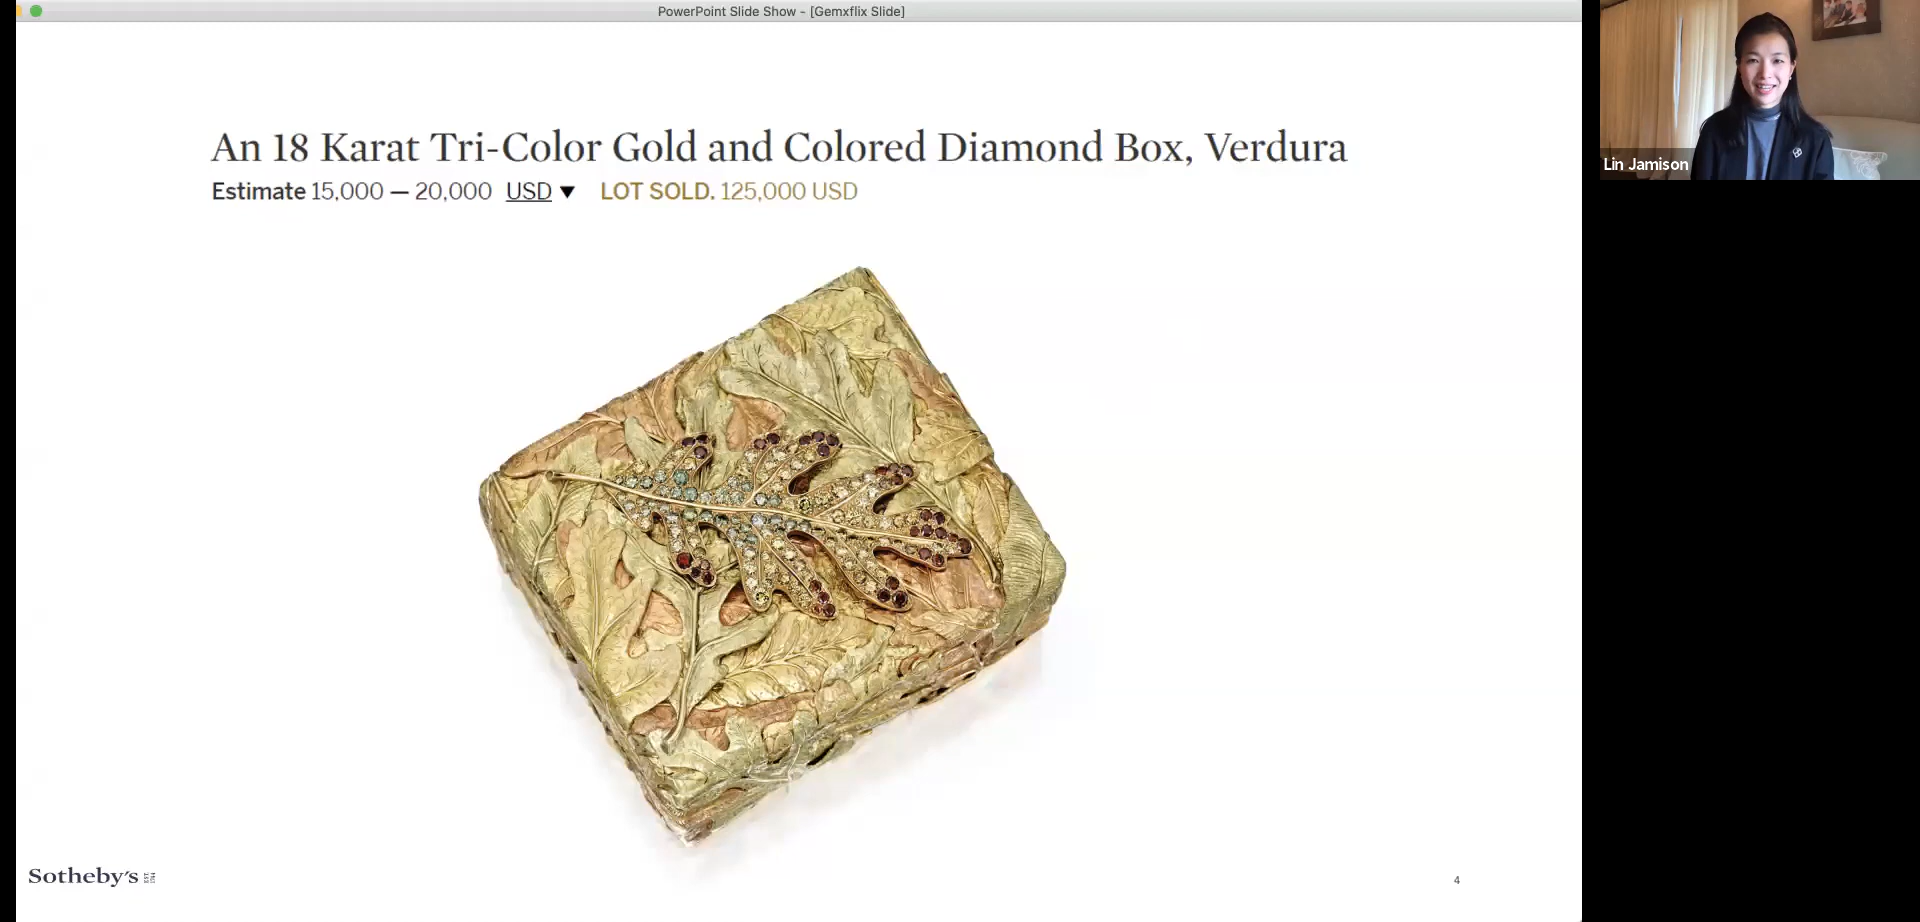 PowerPoint Slide Show - [Gemxflix Slide]
An 18 Karat Tri-Color Gold and Colored Diamond Box, Verdura
Estimate 15,000 — 20,000 USD ▼ LOT SOLD. 125,000 USD
Lin Jamison
Sotheby's
4